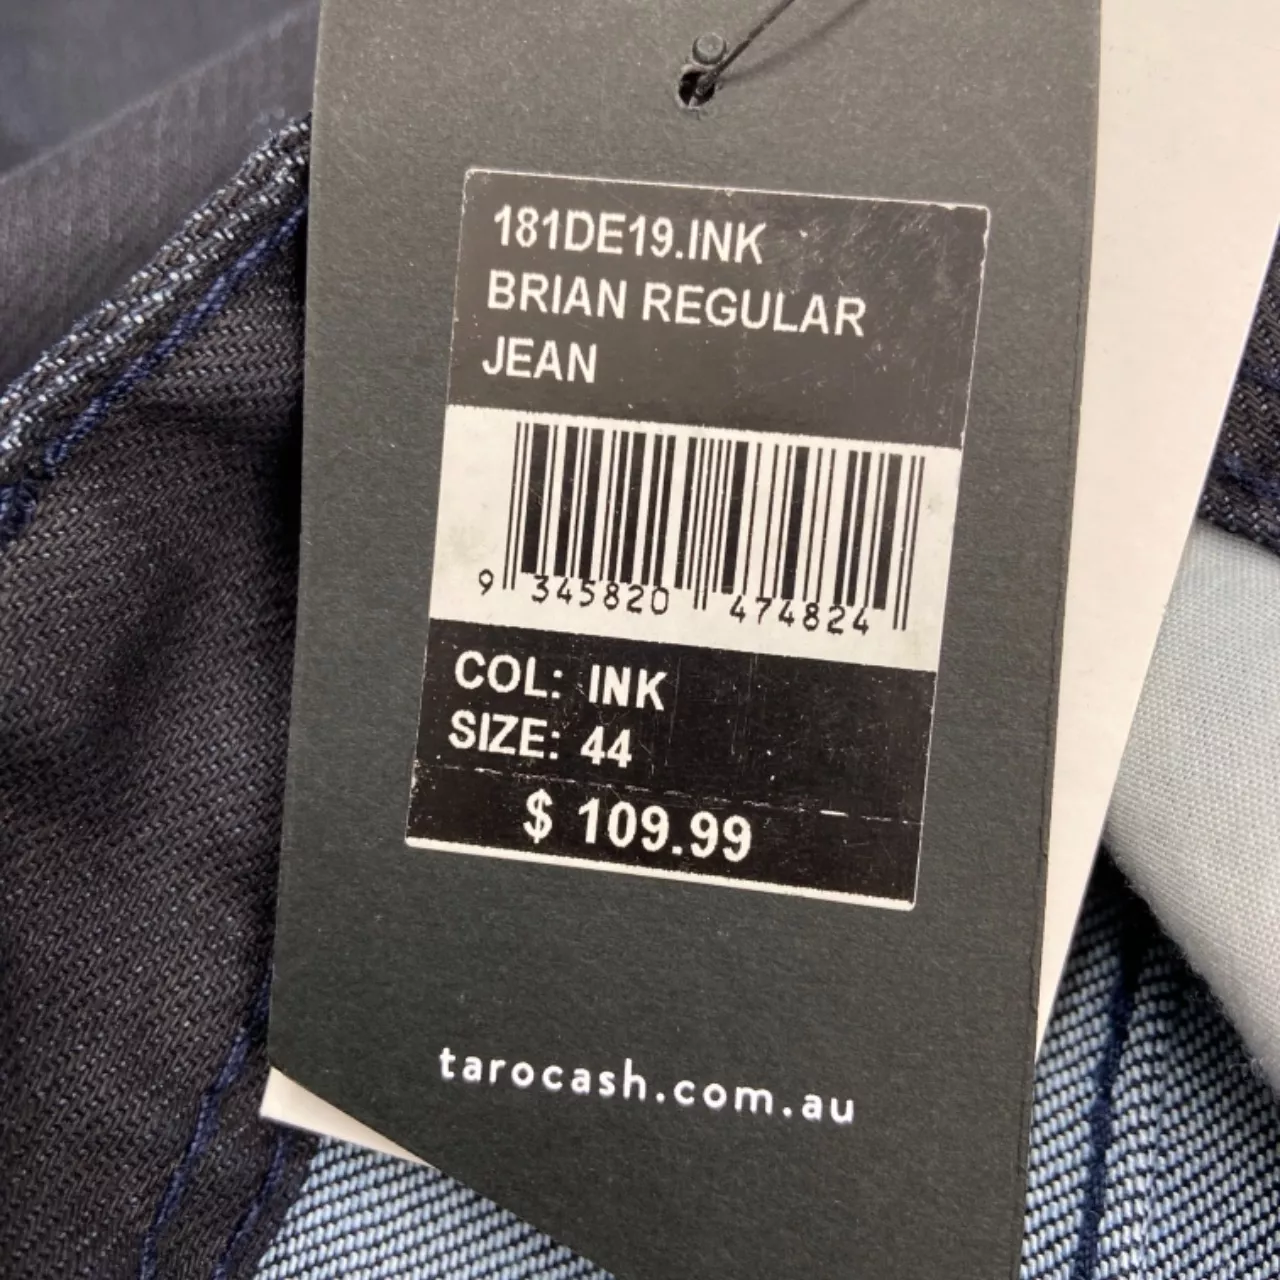 181DE19.INK
BRIAN REGULAR
JEAN
9 345820 474824
COL: INK
SIZE: 44
$ 109.99
tarocash.com.au